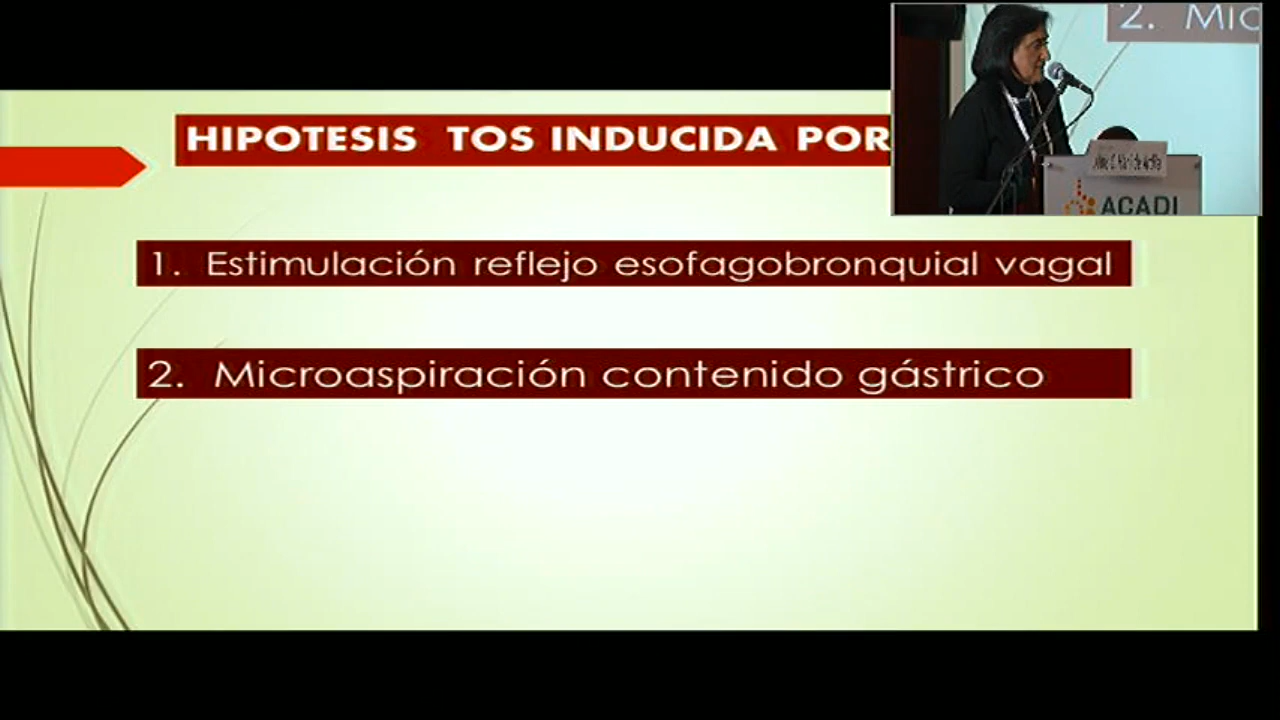 HIPOTESIS TOS INDUCIDA POR
1. Estimulación reflejo esofagobronquial vagal
2. Microaspiración contenido gástrico
2. Mic
ACADI